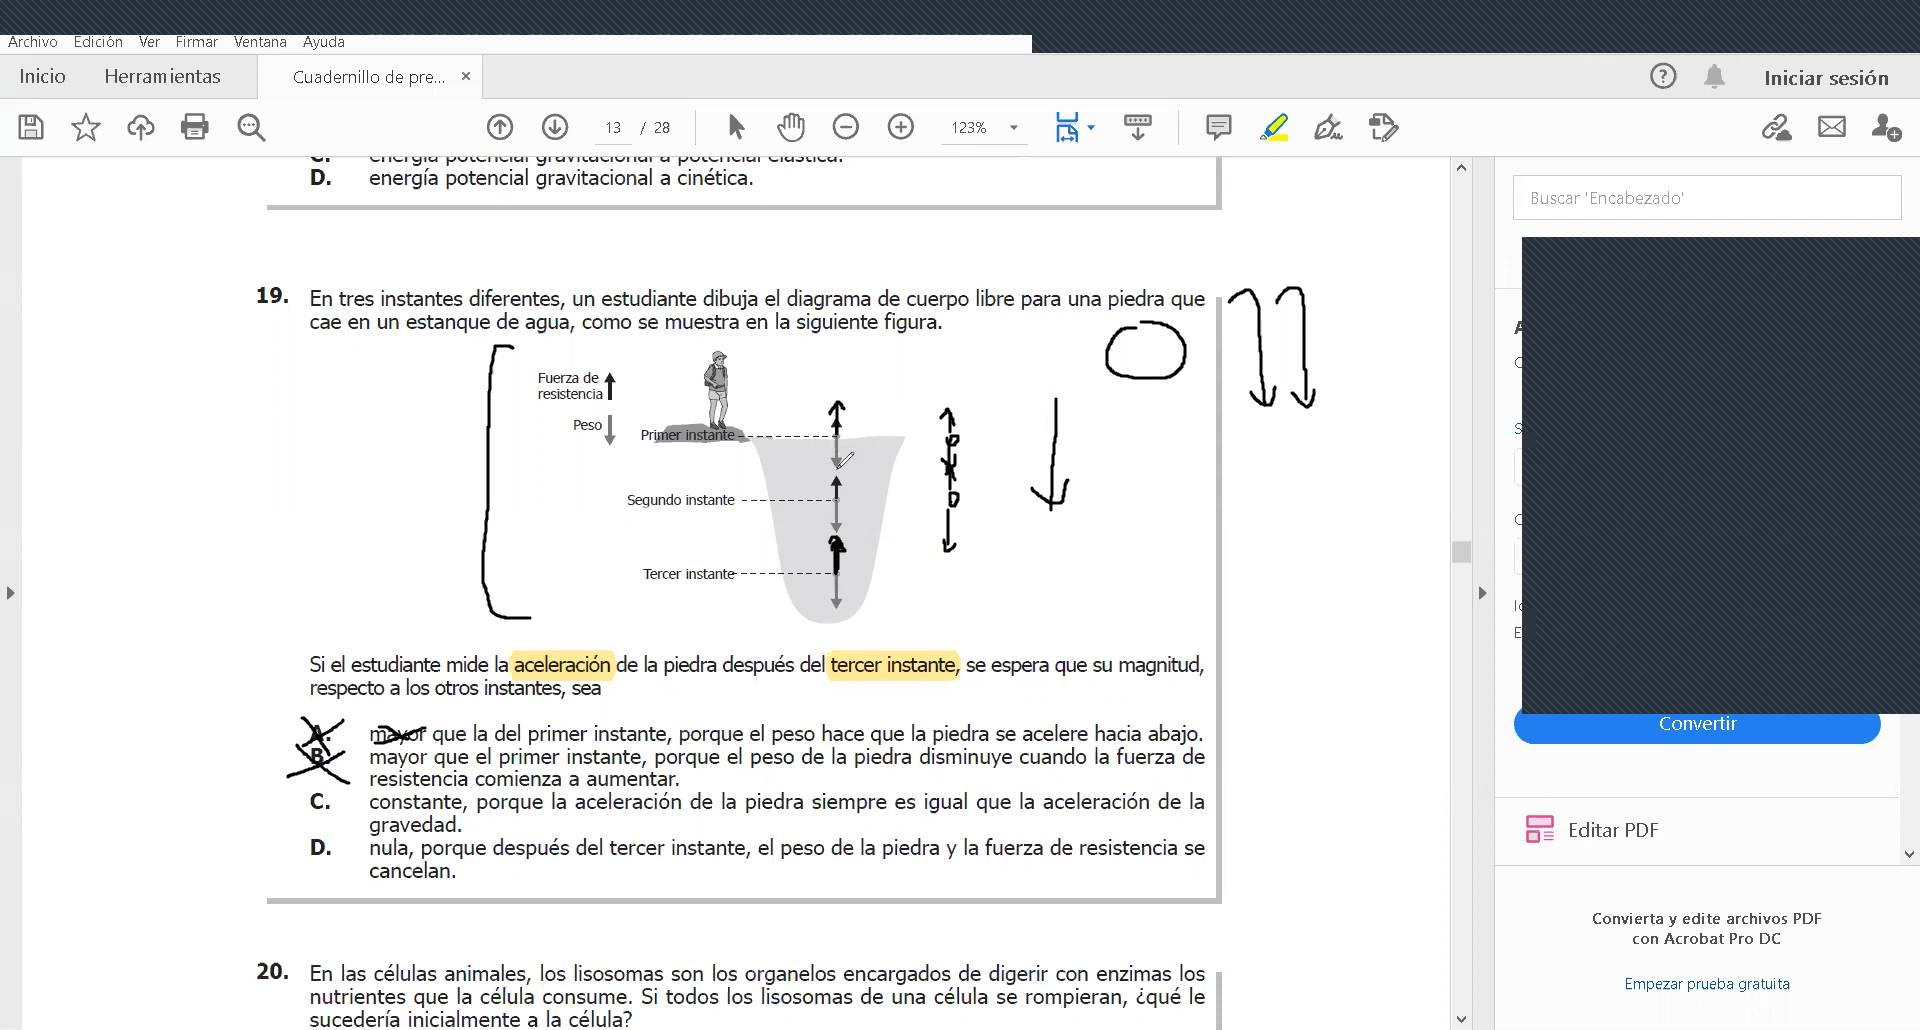 Archivo Edición Ver Firmar Ventana Ayuda
Inicio Herramientas Cuadernillo de pre... × Iniciar sesión
13 / 28 123%
energía potencial gravitacional a potencial elástica.
D. energía potencial gravitacional a cinética.
Buscar 'Encabezado'
19. En tres instantes diferentes, un estudiante dibuja el diagrama de cuerpo libre para una piedra que
cae en un estanque de agua, como se muestra en la siguiente figura.
Fuerza de
resistencia
Peso
Primer instante
Segundo instante
Tercer instante
Si el estudiante mide la aceleración de la piedra después del tercer instante, se espera que su magnitud,
respecto a los otros instantes, sea
A. mayor que la del primer instante, porque el peso hace que la piedra se acelere hacia abajo.
B. mayor que el primer instante, porque el peso de la piedra disminuye cuando la fuerza de
resistencia comienza a aumentar.
C. constante, porque la aceleración de la piedra siempre es igual que la aceleración de la
gravedad.
D. nula, porque después del tercer instante, el peso de la piedra y la fuerza de resistencia se
cancelan.
Convertir
Editar PDF
Convierta y edite archivos PDF
con Acrobat Pro DC
Empezar prueba gratuita
20. En las células animales, los lisosomas son los organelos encargados de digerir con enzimas los
nutrientes que la célula consume. Si todos los lisosomas de una célula se rompieran, ¿qué le
sucedería inicialmente a la célula?